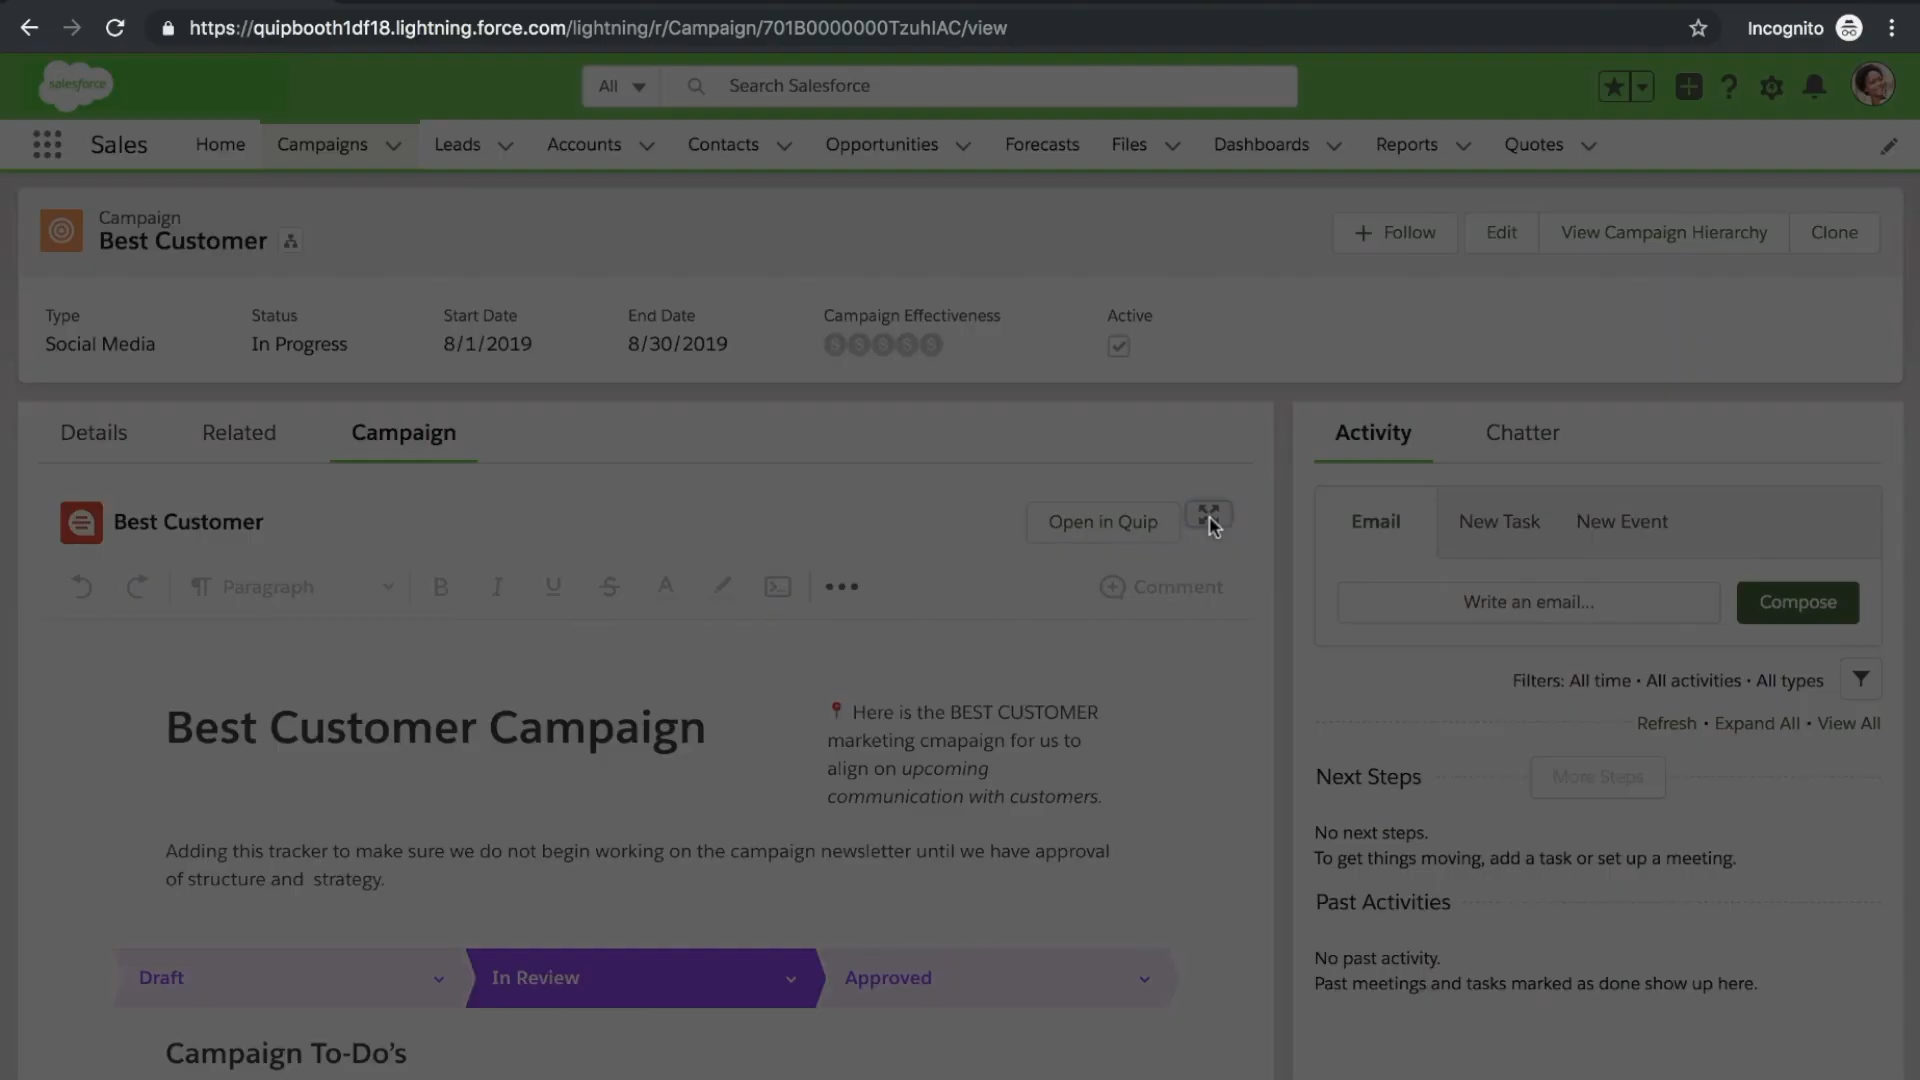 https://quipbooth1df18.lightning.force.com/lightning/r/Campaign/701B0000000TzuhIAC/view
Incognito
salesforce
All
Search Salesforce
Sales
Home
Campaigns
Leads
Accounts
Contacts
Opportunities
Forecasts
Files
Dashboards
Reports
Quotes
Campaign
Best Customer
Follow
Edit
View Campaign Hierarchy
Clone
Type
Status
Start Date
End Date
Campaign Effectiveness
Active
Social Media
In Progress
8/1/2019
8/30/2019
Details
Related
Campaign
Best Customer
Open in Quip
Paragraph
B I U S A
Comment
Best Customer Campaign
Here is the BEST CUSTOMER
marketing cmapaign for us to
align on upcoming
communication with customers.
Adding this tracker to make sure we do not begin working on the campaign newsletter until we have approval
of structure and strategy.
Draft
In Review
Approved
Campaign To-Do’s
Activity
Chatter
Email
New Task
New Event
Write an email...
Compose
Filters: All time • All activities • All types
Refresh • Expand All • View All
Next Steps
More Steps
No next steps.
To get things moving, add a task or set up a meeting.
Past Activities
No past activity.
Past meetings and tasks marked as done show up here.